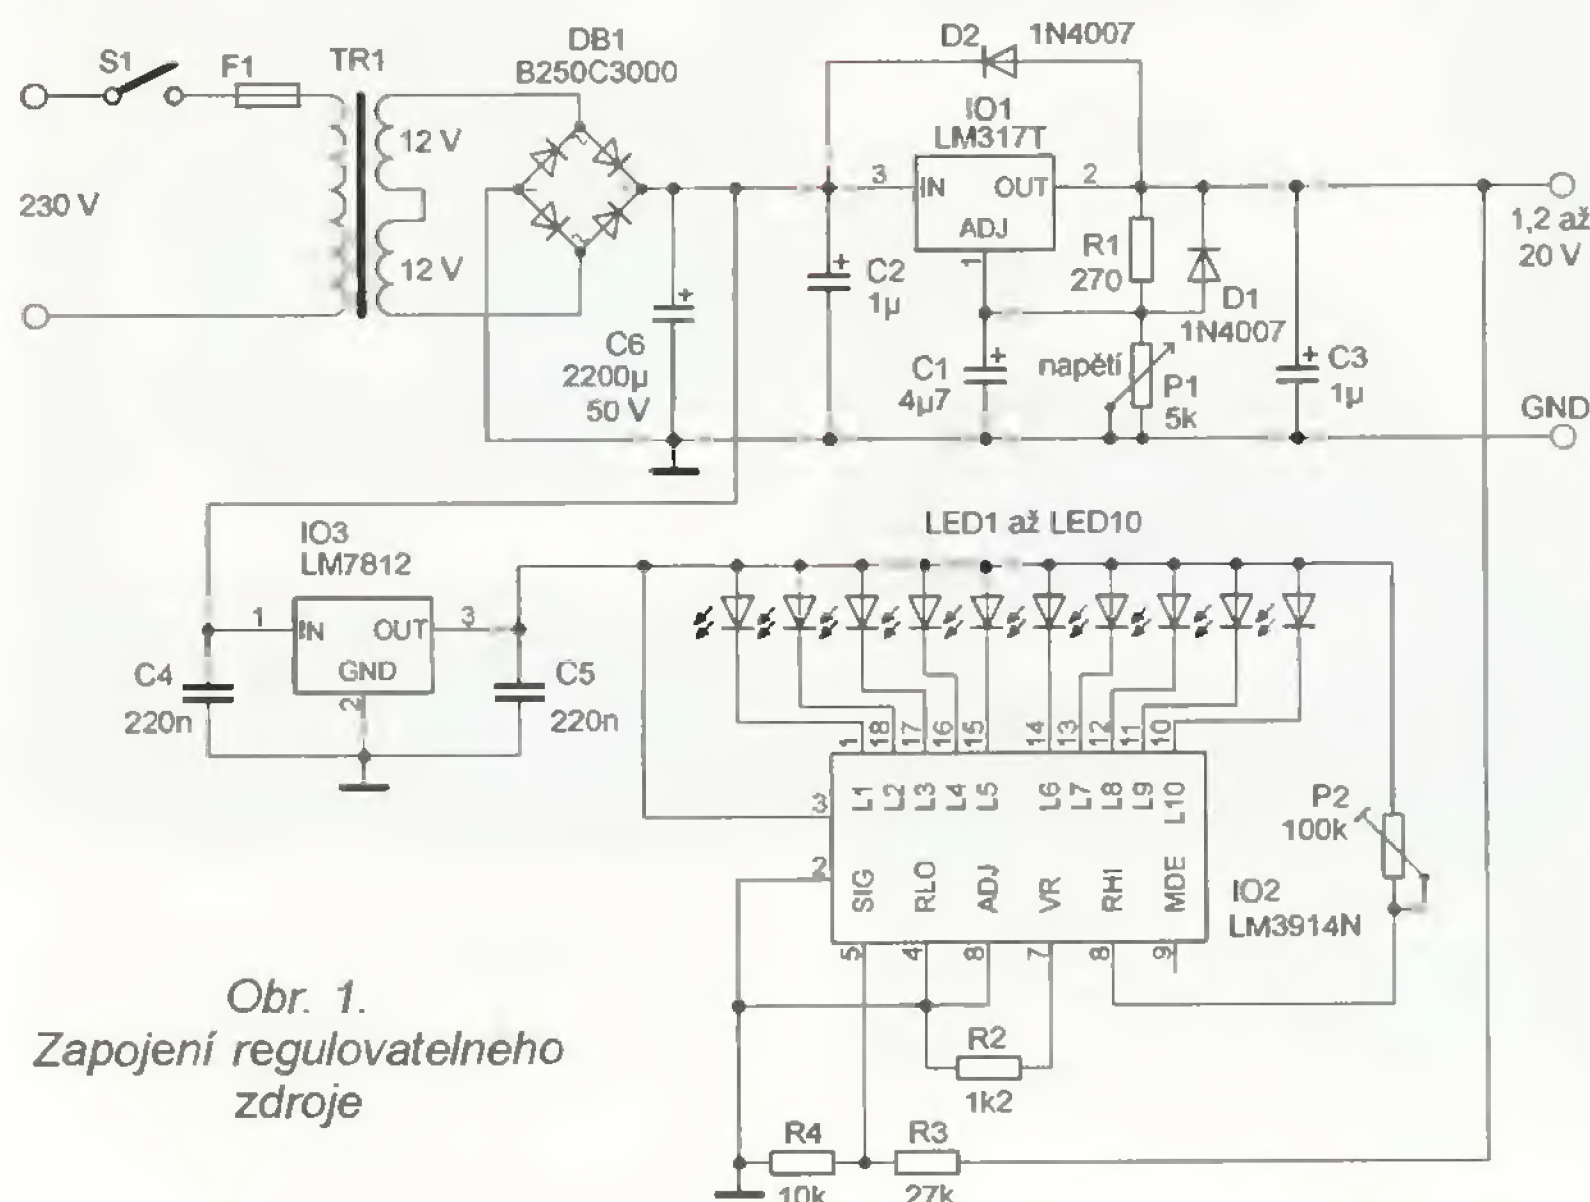 S1
F1
TR1
DB1
B250C3000
D2
1N4007
IO1
LM317T
12 V
230 V
12 V
3
IN
OUT
2
ADJ
1
R1
270
D1
1N4007
1,2 až
20 V
C2
1µ
C6
2200µ
50 V
C1
4µ7
napětí
P1
5k
C3
1µ
GND
LED1 až LED10
IO3
LM7812
1
IN
OUT
3
GND
2
C4
220n
C5
220n
1
18
17
16
15
14
13
12
11
10
L1
L2
L3
L4
L5
L6
L7
L8
L9
L10
3
2
SIG
RLO
ADJ
VR
RHI
MDE
5
4
8
7
8
9
P2
100k
IO2
LM3914N
R2
1k2
R4
10k
R3
27k
Obr. 1.
Zapojení regulovatelneho
zdroje